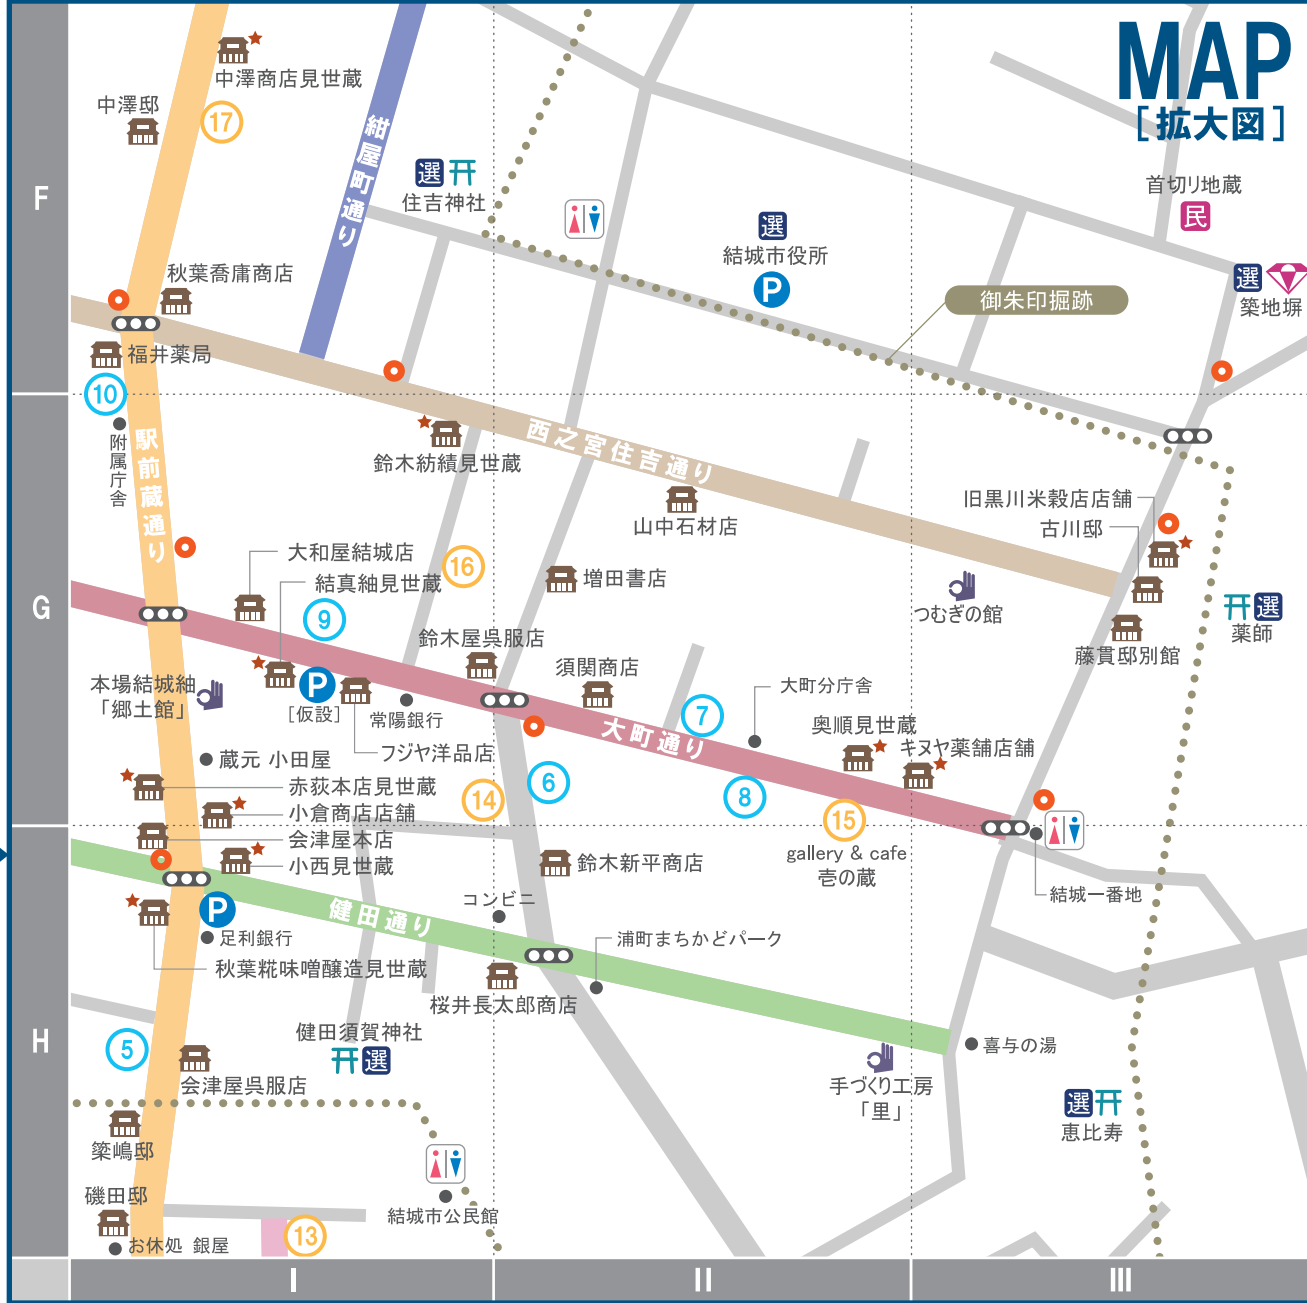 MAP
[拡大図]
F
G
H
I
II
III
中澤商店見世蔵
中澤邸
17
紺屋町通り
選
住吉神社
選
結城市役所
P
首切り地蔵
民
選
築地塀
御朱印掘跡
秋葉喬庸商店
福井薬局
10
附属庁舎
駅前蔵通り
鈴木紡績見世蔵
西之宮住吉通り
山中石材店
旧黒川米穀店店舗
古川邸
大和屋結城店
結真紬見世蔵
16
9
増田書店
つむぎの館
選
薬師
藤貫邸別館
鈴木屋呉服店
須関商店
本場結城紬
「郷土館」
P
[仮設]
常陽銀行
フジヤ洋品店
大町通り
7
大町分庁舎
奥順見世蔵
キヌヤ薬舗店舗
蔵元 小田屋
赤荻本店見世蔵
小倉商店店舗
会津屋本店
小西見世蔵
14
6
8
15
gallery & cafe
壱の蔵
鈴木新平商店
結城一番地
P
足利銀行
健田通り
コンビニ
浦町まちかどパーク
秋葉糀味噌醸造見世蔵
桜井長太郎商店
健田須賀神社
選
5
会津屋呉服店
喜与の湯
手づくり工房
「里」
選
恵比寿
築嶋邸
磯田邸
お休処 銀屋
13
結城市公民館